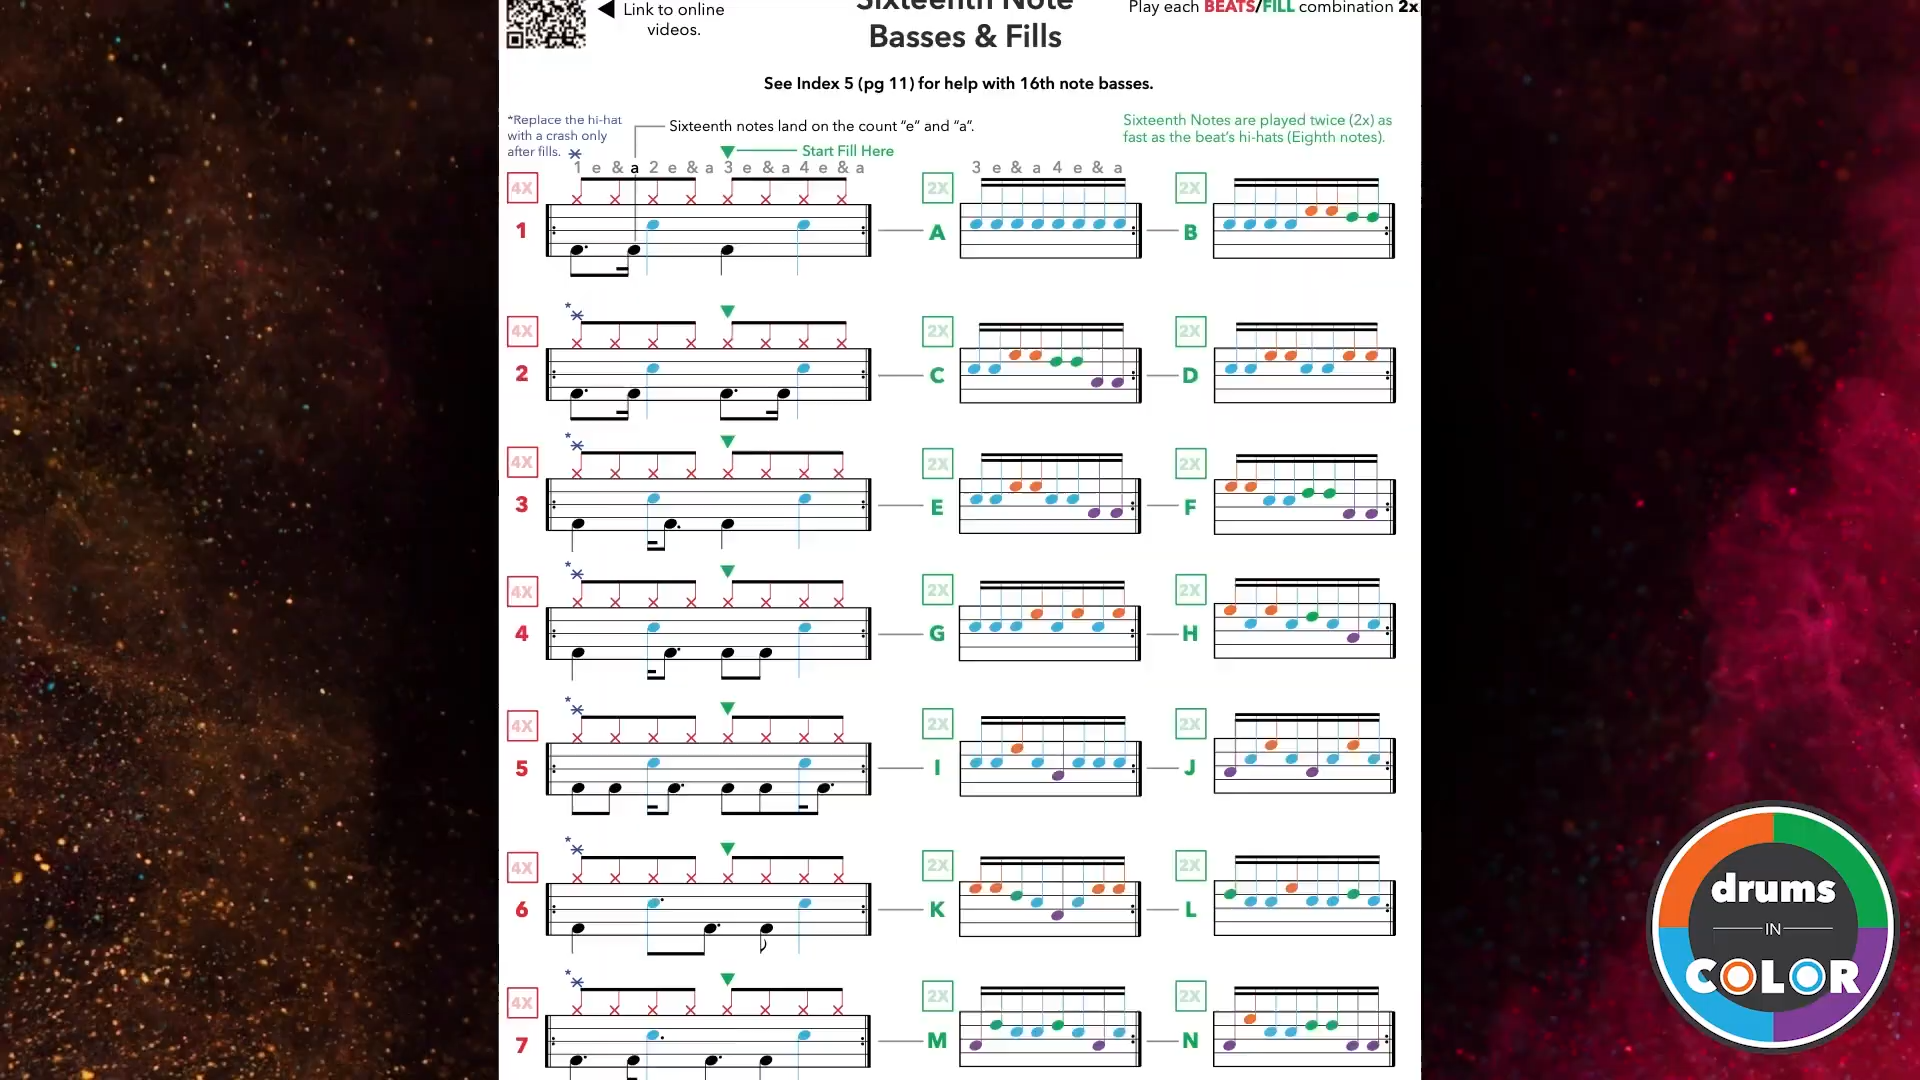 Link to online
videos.
Sixteenth Note
Basses & Fills
Play each BEATS/FILL combination 2x
See Index 5 (pg 11) for help with 16th note basses.
*Replace the hi-hat
with a crash only
after fills.
Sixteenth notes land on the count “e” and “a”.
Start Fill Here
Sixteenth Notes are played twice (2x) as
fast as the beat's hi-hats (Eighth notes).
1 e & a 2 e & a 3 e & a 4 e & a
3 e & a 4 e & a
4X 2X 2X
1 A B
*
4X 2X 2X
2 C D
*
4X 2X 2X
3 E F
*
4X 2X 2X
4 G H
*
4X 2X 2X
5 I J
*
4X 2X 2X
6 K L
*
4X 2X 2X
7 M N
drums
IN
COLOR